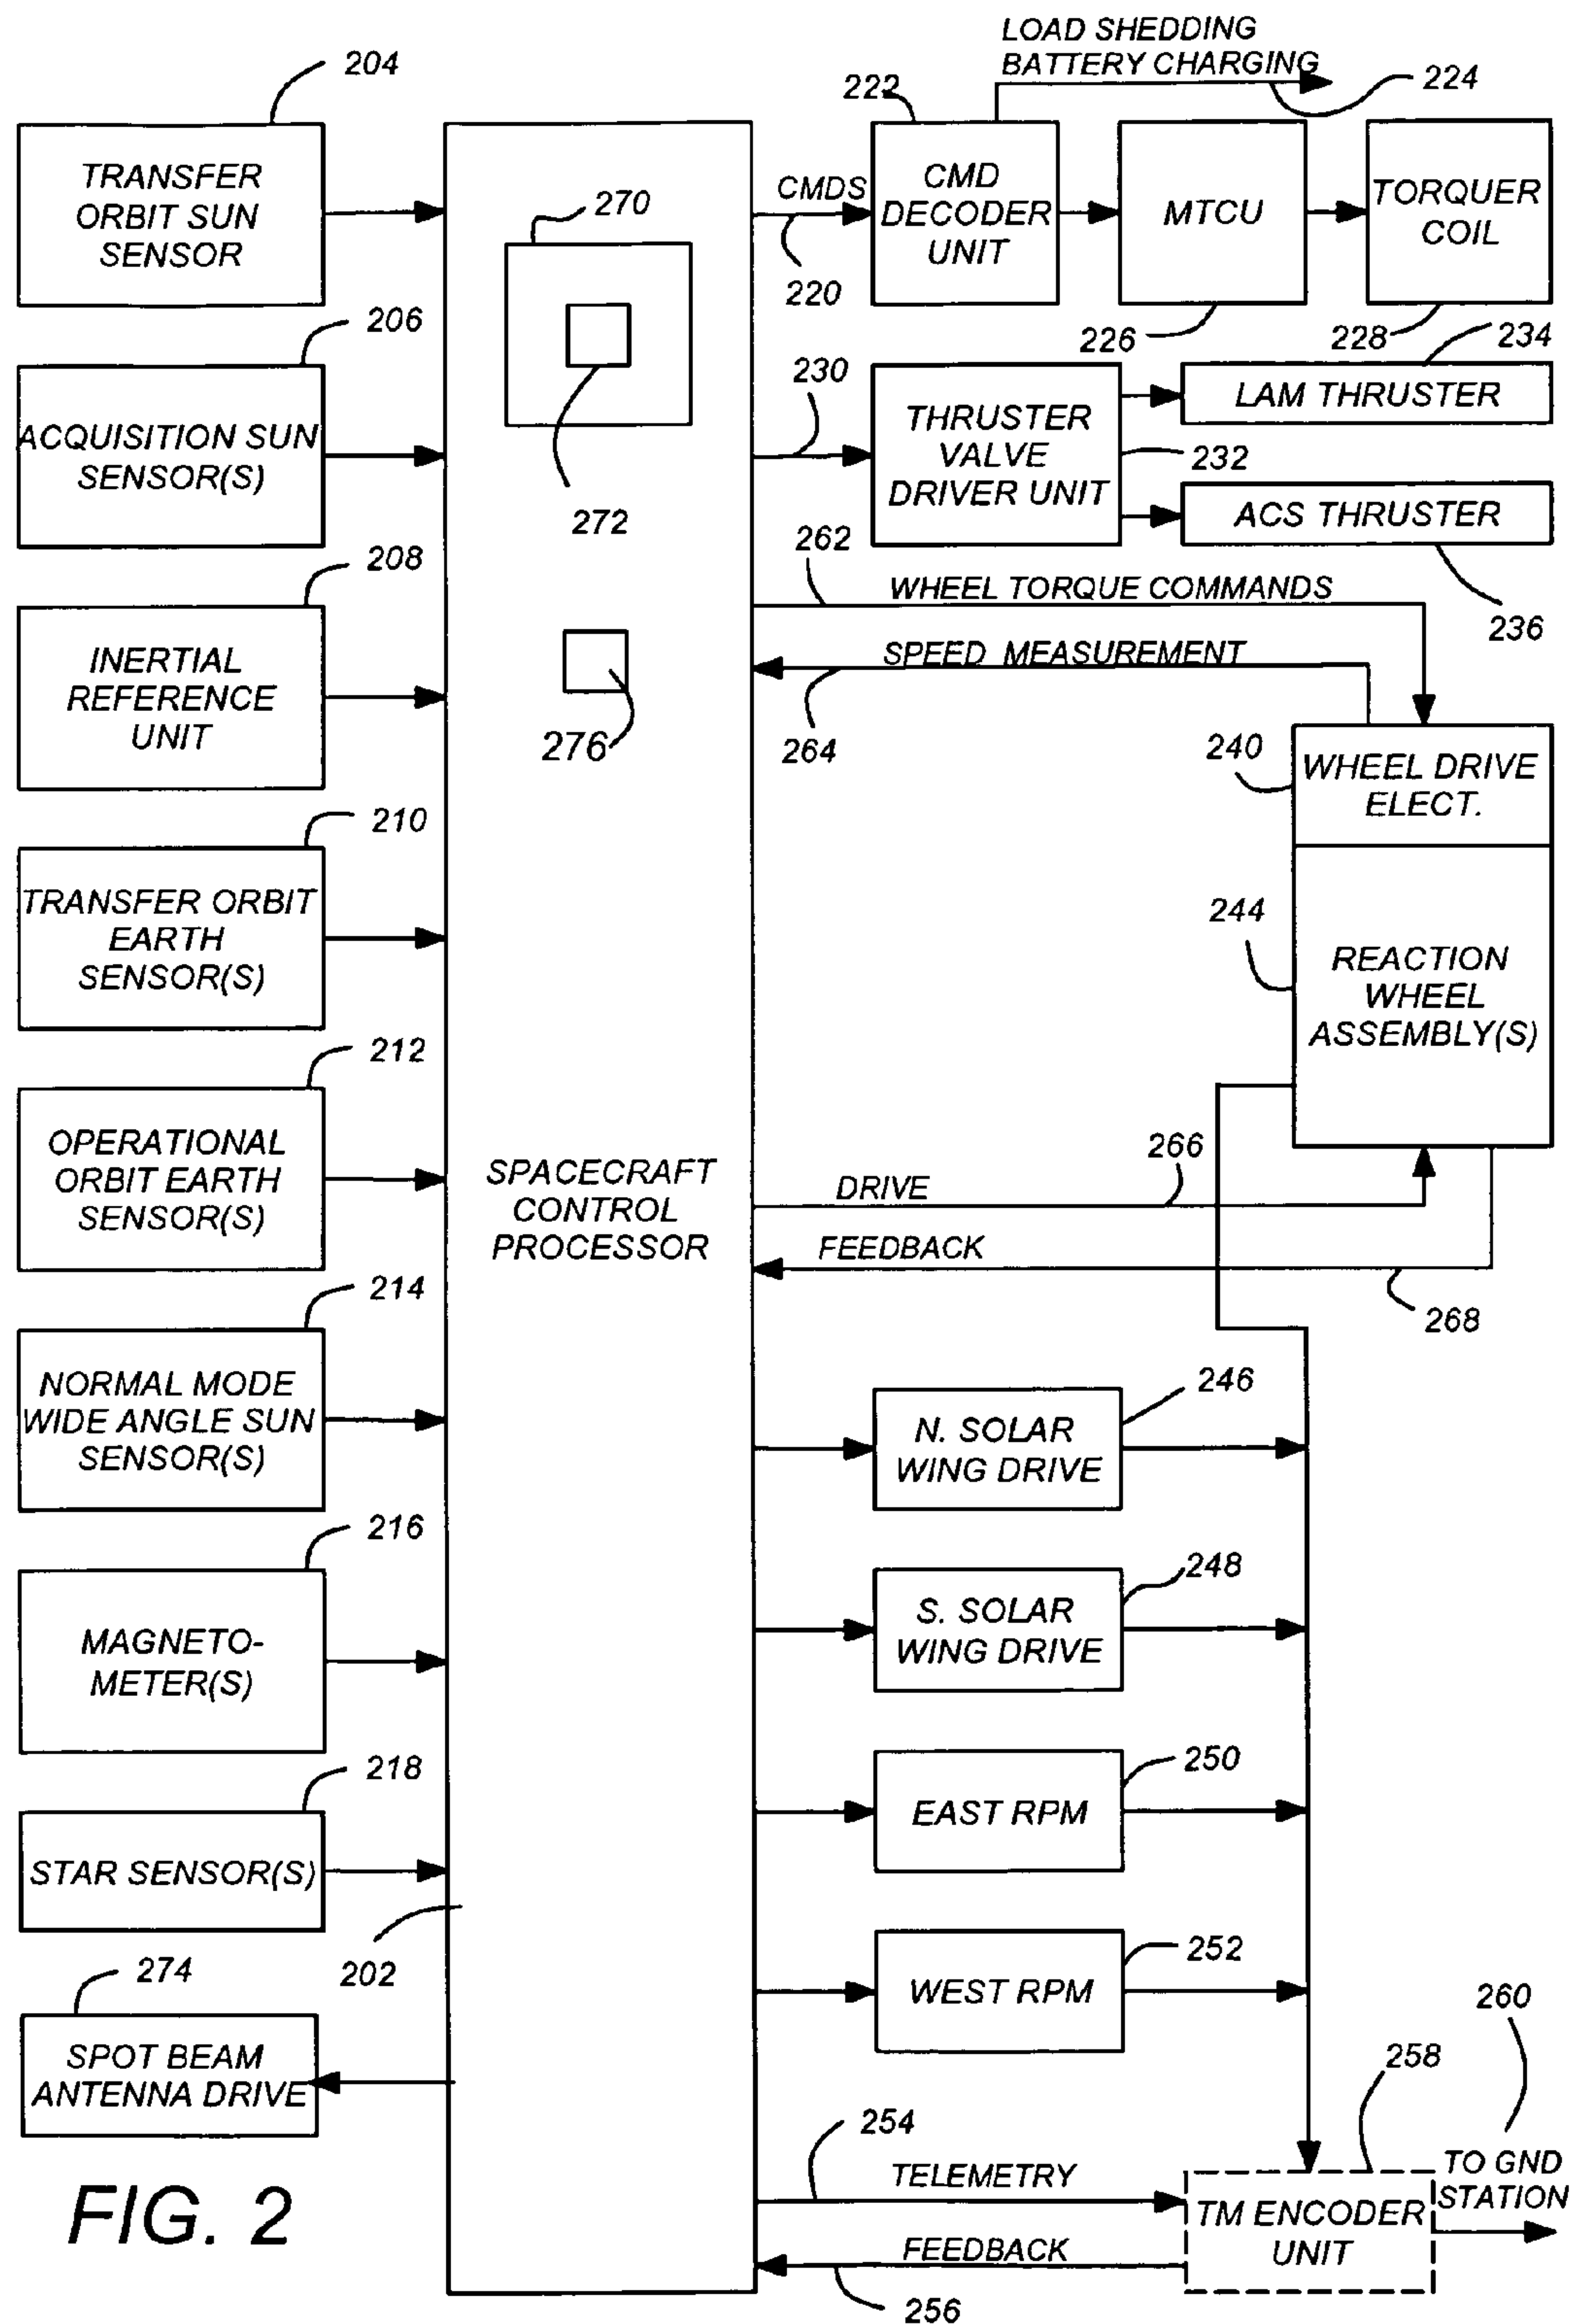 LOAD SHEDDING
BATTERY CHARGING
204
222
224
TRANSFER
ORBIT SUN
SENSOR
270
CMDS
220
CMD
DECODER
UNIT
MTCU
TORQUER
COIL
226
228
206
272
ACQUISITION SUN
SENSOR(S)
230
THRUSTER
VALVE
DRIVER UNIT
232
234
LAM THRUSTER
ACS THRUSTER
236
208
262
WHEEL TORQUE COMMANDS
SPEED MEASUREMENT
264
INERTIAL
REFERENCE
UNIT
276
240
WHEEL DRIVE
ELECT.
210
TRANSFER ORBIT
EARTH
SENSOR(S)
244
REACTION
WHEEL
ASSEMBLY(S)
212
OPERATIONAL
ORBIT EARTH
SENSOR(S)
SPACECRAFT
CONTROL
PROCESSOR
266
DRIVE
FEEDBACK
268
214
NORMAL MODE
WIDE ANGLE SUN
SENSOR(S)
246
N. SOLAR
WING DRIVE
216
MAGNETO-
METER(S)
248
S. SOLAR
WING DRIVE
218
STAR SENSOR(S)
250
EAST RPM
202
252
WEST RPM
274
SPOT BEAM
ANTENNA DRIVE
260
258
254
TELEMETRY
TM ENCODER
UNIT
TO GND
STATION
FEEDBACK
256
FIG. 2